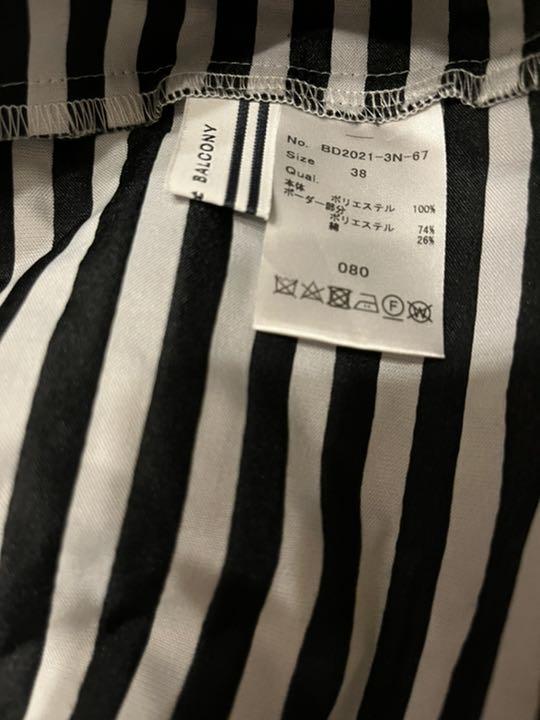 BALCONY
No. BD2021-3N-67
Size 38
Qual.
本体 ポリエステル 100%
ボーダー部分
ポリエステル 74%
綿 26%
080
F W